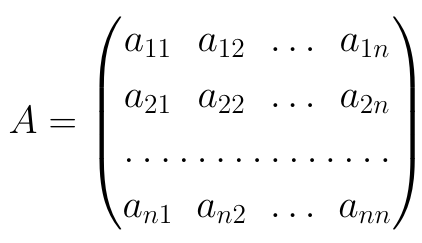 a₁₁ a₁₂ ... a₁ₙ
a₂₁ a₂₂ ... a₂ₙ
A = ( ............... )
aₙ₁ aₙ₂ ... aₙₙ